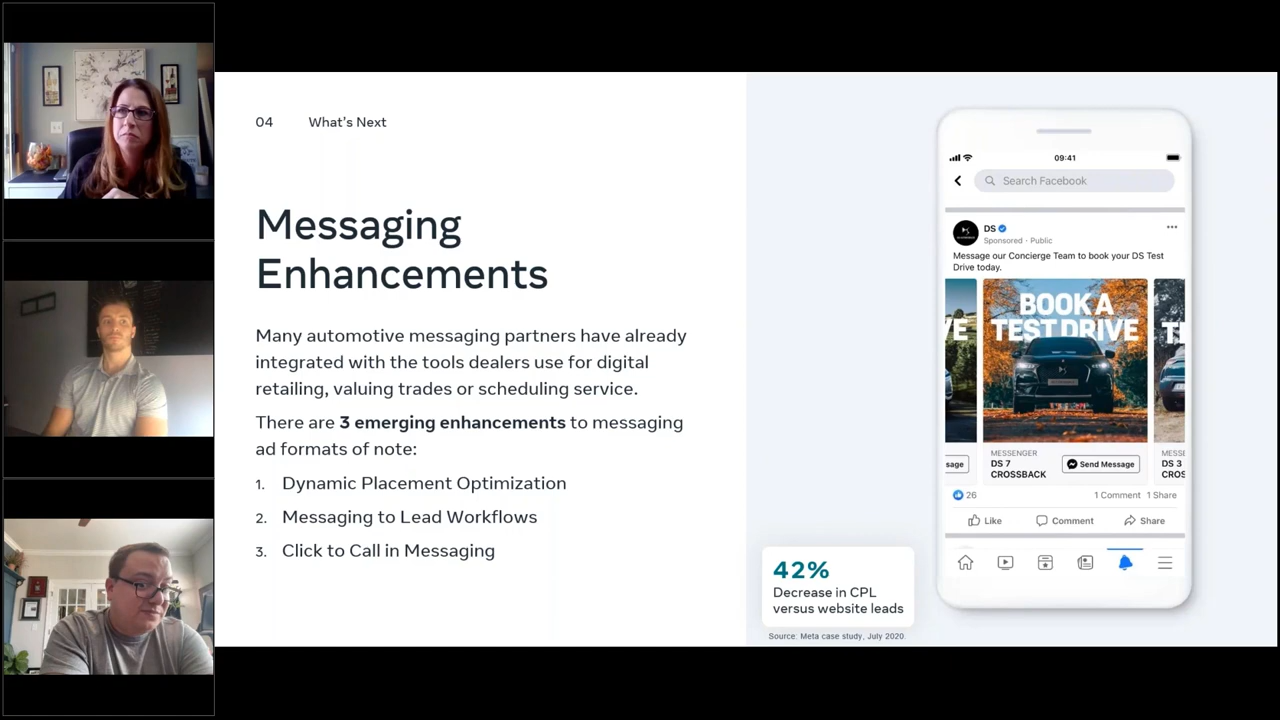 04 What's Next
Messaging
Enhancements
Many automotive messaging partners have already
integrated with the tools dealers use for digital
retailing, valuing trades or scheduling service.
There are 3 emerging enhancements to messaging
ad formats of note:
1. Dynamic Placement Optimization
2. Messaging to Lead Workflows
3. Click to Call in Messaging
42%
Decrease in CPL
versus website leads
Source: Meta case study, July 2020.
09:41
Search Facebook
DS
Sponsored · Public
Message our Concierge Team to book your DS Test
Drive today.
BOOK A
TEST DRIVE
MESSENGER
DS 7
CROSSBACK
Send Message
sage
MESSE
DS 3
CROS
26
1 Comment 1 Share
Like Comment Share